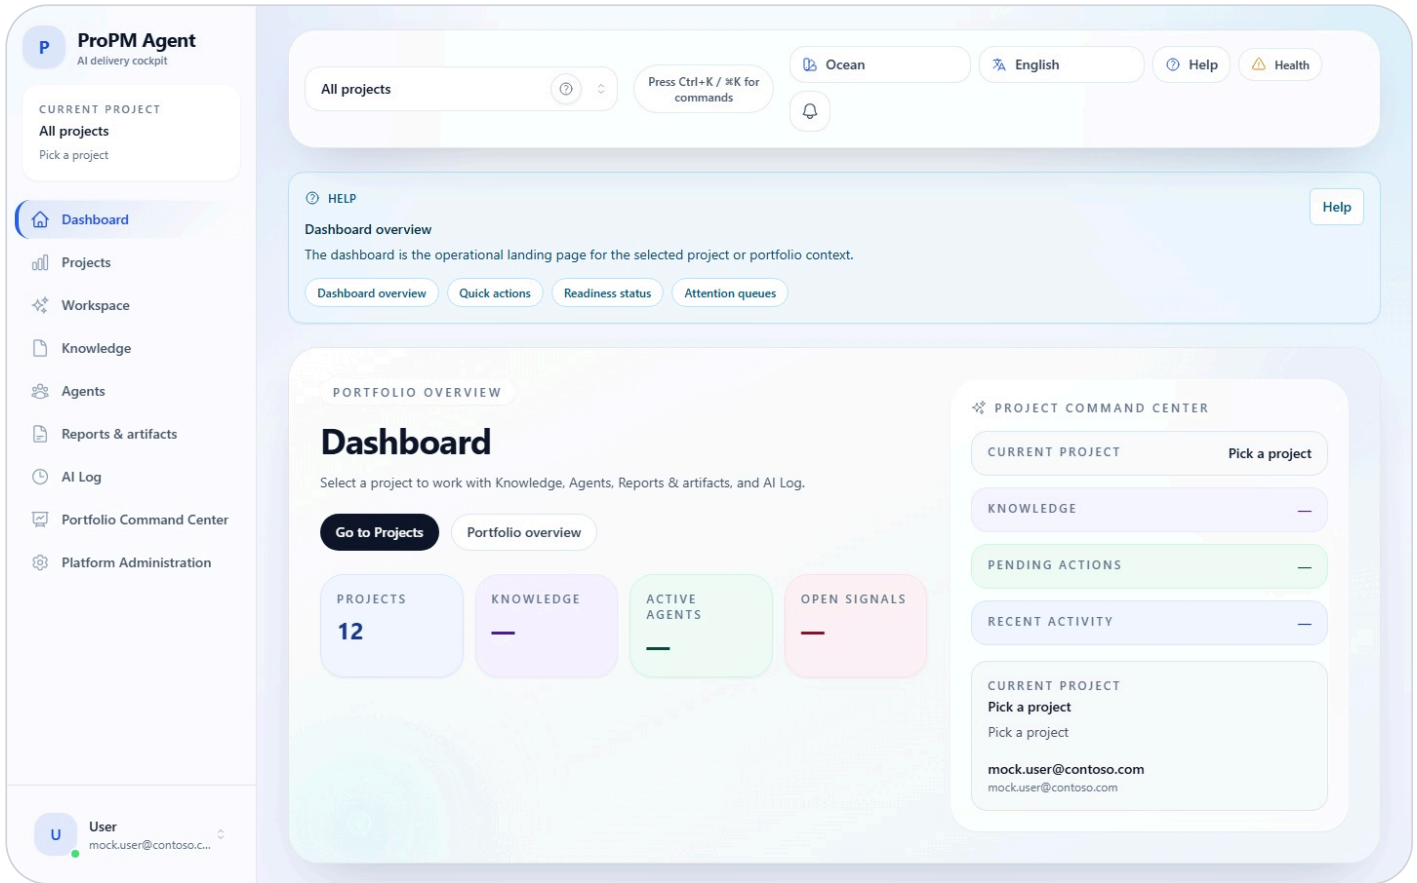 P
ProPM Agent
AI delivery cockpit
CURRENT PROJECT
All projects
Pick a project
Dashboard
Projects
Workspace
Knowledge
Agents
Reports & artifacts
AI Log
Portfolio Command Center
Platform Administration
U
User
mock.user@contoso.c...
All projects
Press Ctrl+K / ⌘K for
commands
Ocean
English
Help
Health
HELP
Help
Dashboard overview
The dashboard is the operational landing page for the selected project or portfolio context.
Dashboard overview
Quick actions
Readiness status
Attention queues
PORTFOLIO OVERVIEW
Dashboard
Select a project to work with Knowledge, Agents, Reports & artifacts, and AI Log.
Go to Projects
Portfolio overview
PROJECTS
12
KNOWLEDGE
—
ACTIVE
AGENTS
—
OPEN SIGNALS
—
PROJECT COMMAND CENTER
CURRENT PROJECT
Pick a project
KNOWLEDGE
—
PENDING ACTIONS
—
RECENT ACTIVITY
—
CURRENT PROJECT
Pick a project
Pick a project
mock.user@contoso.com
mock.user@contoso.com